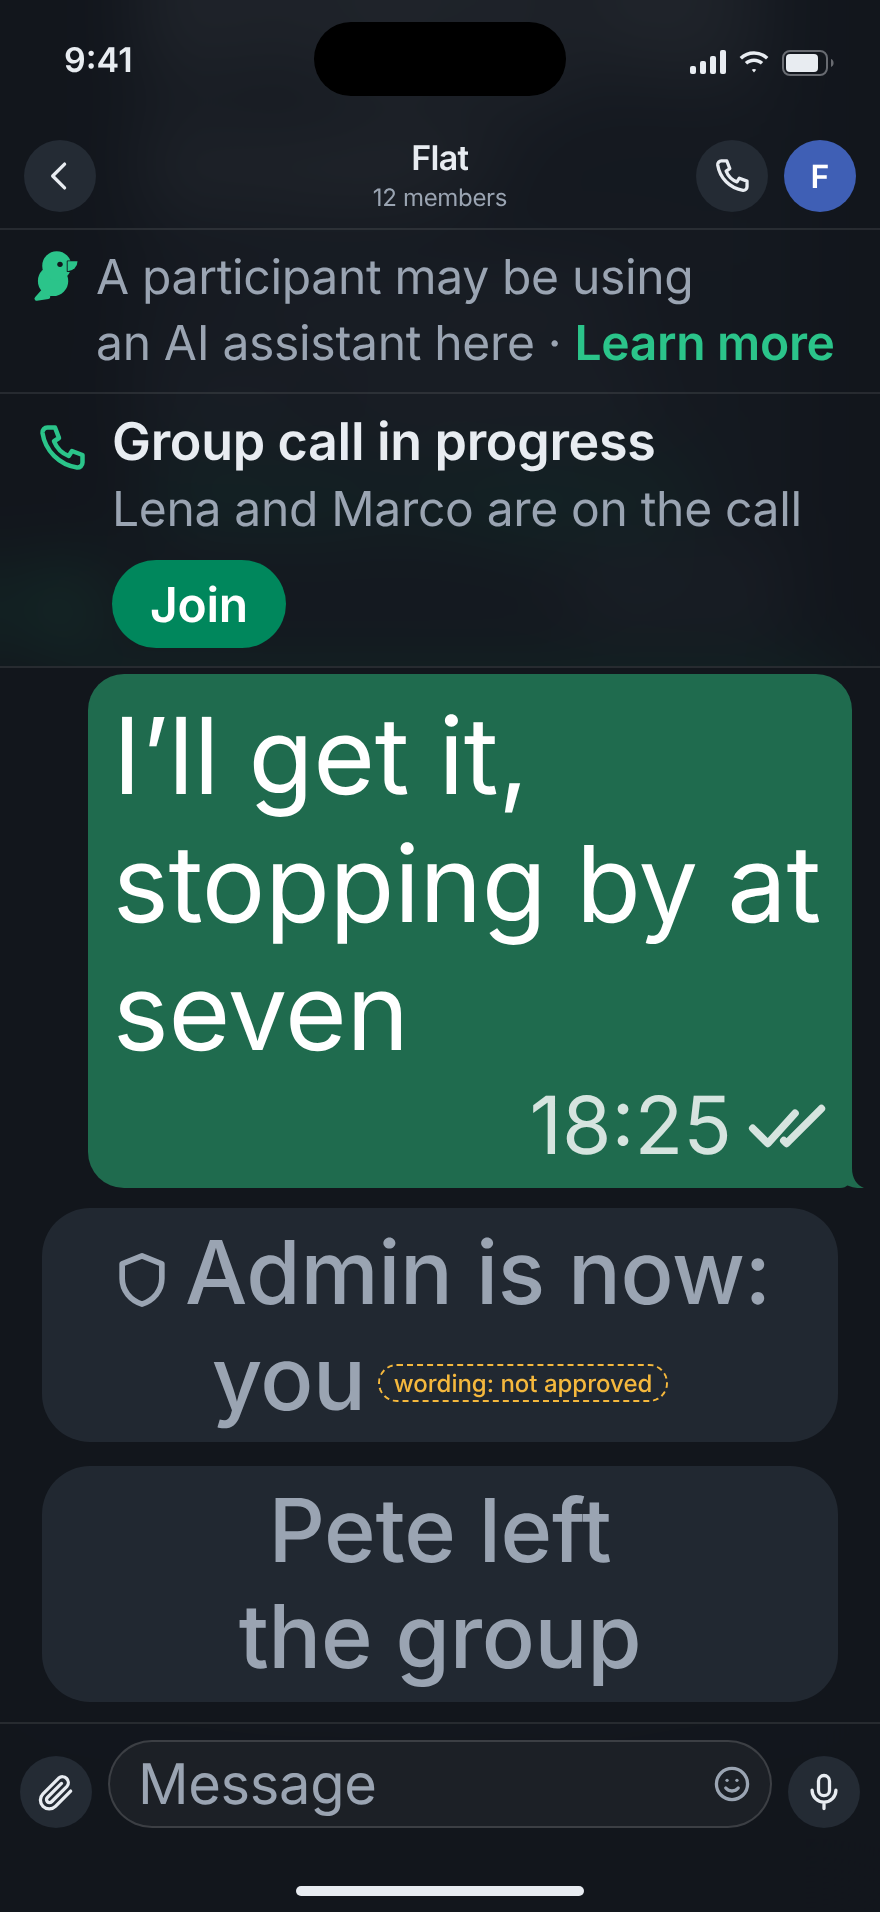 9:41
Flat
12 members
F
A participant may be using
an AI assistant here · Learn more
Group call in progress
Lena and Marco are on the call
Join
I’ll get it,
stopping by at
seven
18:25
Admin is now:
you wording: not approved
Pete left
the group
Message